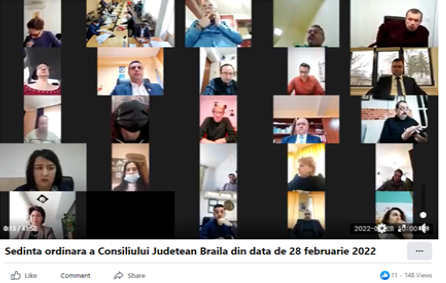 Sedinta ordinara a Consiliului Judetean Braila din data de 28 februarie 2022
Like Comment Share 11 · 148 Views